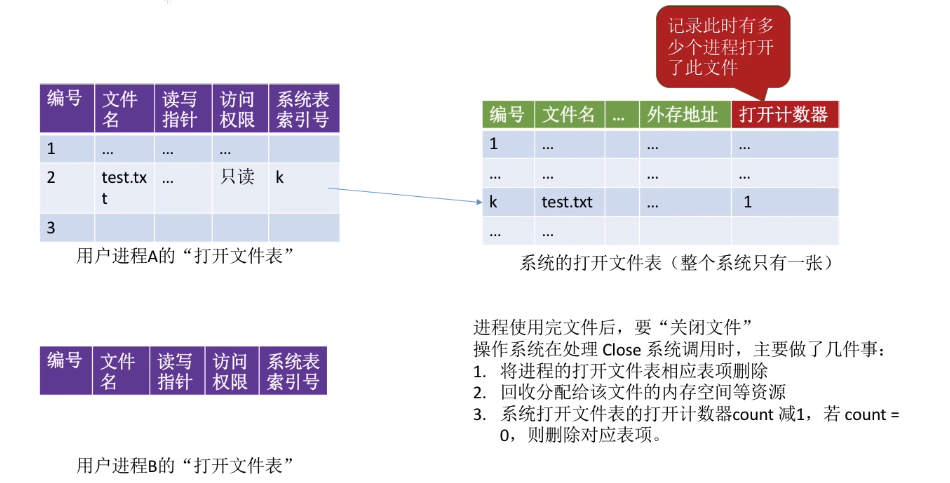 记录此时有多
少个进程打开
了此文件
编号 文件名 读写指针 访问权限 系统表索引号
1 … … …
2 test.txt … 只读 k
3
用户进程A的“打开文件表”
编号 文件名 … 外存地址 打开计数器
1 … … …
… … … …
k test.txt … 1
… …
系统的打开文件表（整个系统只有一张）
编号 文件名 读写指针 访问权限 系统表索引号
用户进程B的“打开文件表”
进程使用完文件后，要“关闭文件”
操作系统在处理 Close 系统调用时，主要做了几件事：
1. 将进程的打开文件表相应表项删除
2. 回收分配给该文件的内存空间等资源
3. 系统打开文件表的打开计数器count 减1，若 count =
0，则删除对应表项。